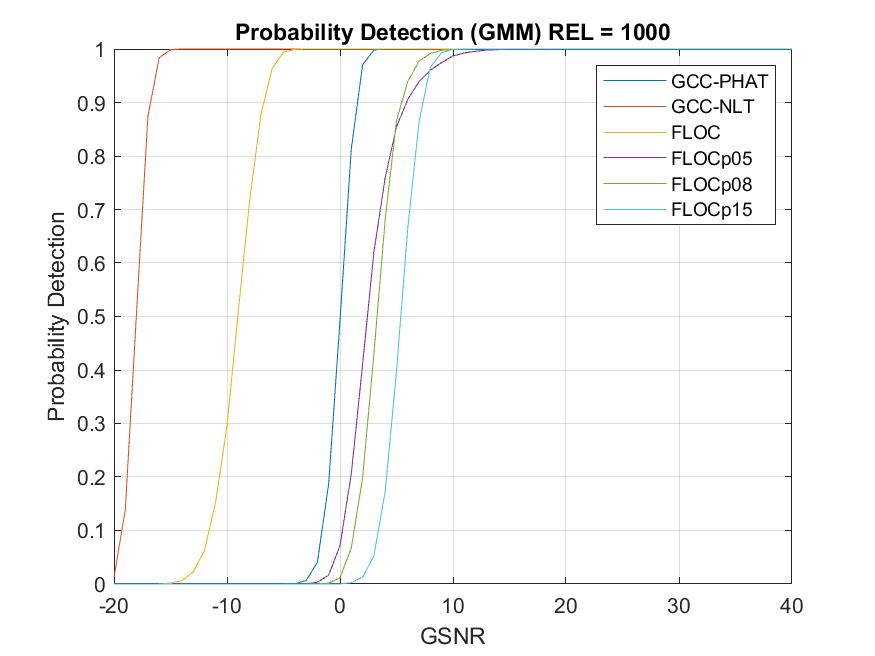 Probability Detection (GMM) REL = 1000
1
0.9
0.8
0.7
0.6
0.5
0.4
0.3
0.2
0.1
0
Probability Detection
-20
-10
0
10
20
30
40
GSNR
GCC-PHAT
GCC-NLT
FLOC
FLOCp05
FLOCp08
FLOCp15